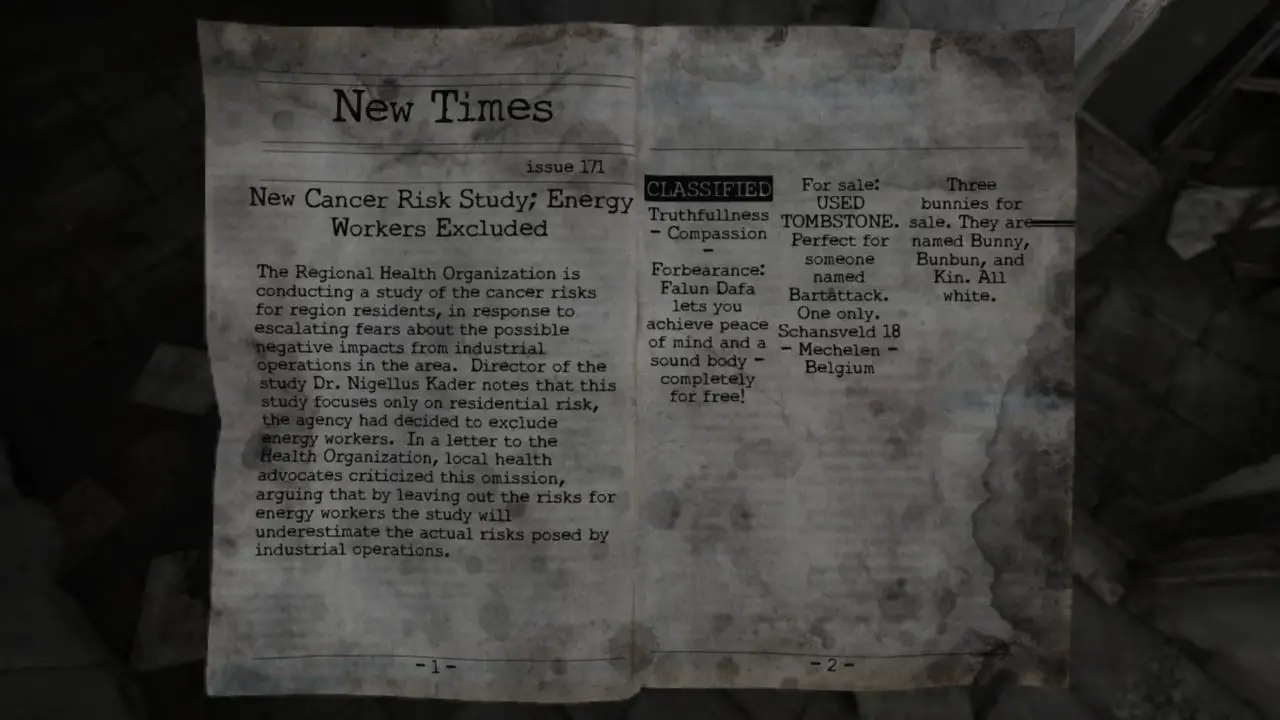 New Times
issue 171
New Cancer Risk Study; Energy
Workers Excluded
The Regional Health Organization is
conducting a study of the cancer risks
for region residents, in response to
escalating fears about the possible
negative impacts from industrial
operations in the area. Director of the
study Dr. Nigellus Kader notes that this
study focuses only on residential risk,
the agency had decided to exclude
energy workers. In a letter to the
Health Organization, local health
advocates criticized this omission,
arguing that by leaving out the risks for
energy workers the study will
underestimate the actual risks posed by
industrial operations.
- 1 -
CLASSIFIED
Truthfullness
- Compassion
-
Forbearance:
Falun Dafa
lets you
achieve peace
of mind and a
sound body -
completely
for free!
For sale:
USED
TOMBSTONE.
Perfect for
someone
named
Bartattack.
One only.
Schansveld 18
- Mechelen -
Belgium
Three
bunnies for
sale. They are
named Bunny,
Bunbun, and
Kin. All
white.
- 2 -